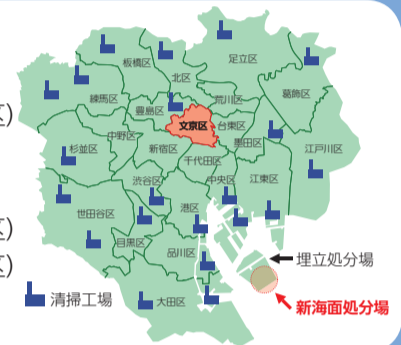 足立区
板橋区
北区
葛飾区
荒川区
練馬区
豊島区
文京区
台東区
墨田区
中野区
新宿区
江戸川区
杉並区
千代田区
渋谷区
中央区
江東区
世田谷区
港区
目黒区
品川区
大田区
区)
区)
区)
埋立処分場
新海面処分場
清掃工場